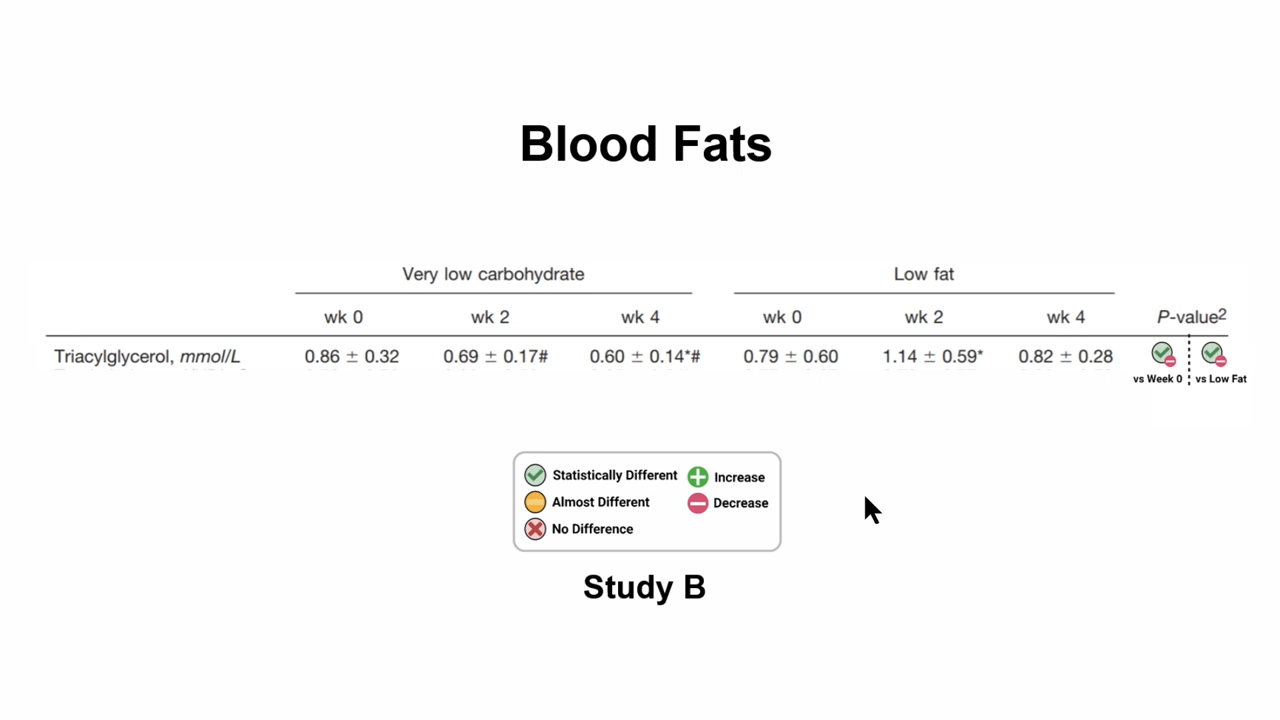 Blood Fats
Very low carbohydrate Low fat
wk 0 wk 2 wk 4 wk 0 wk 2 wk 4 P-value2
Triacylglycerol, mmol/L 0.86 ± 0.32 0.69 ± 0.17# 0.60 ± 0.14*# 0.79 ± 0.60 1.14 ± 0.59* 0.82 ± 0.28
vs Week 0 vs Low Fat
Statistically Different Increase
Almost Different Decrease
No Difference
Study B